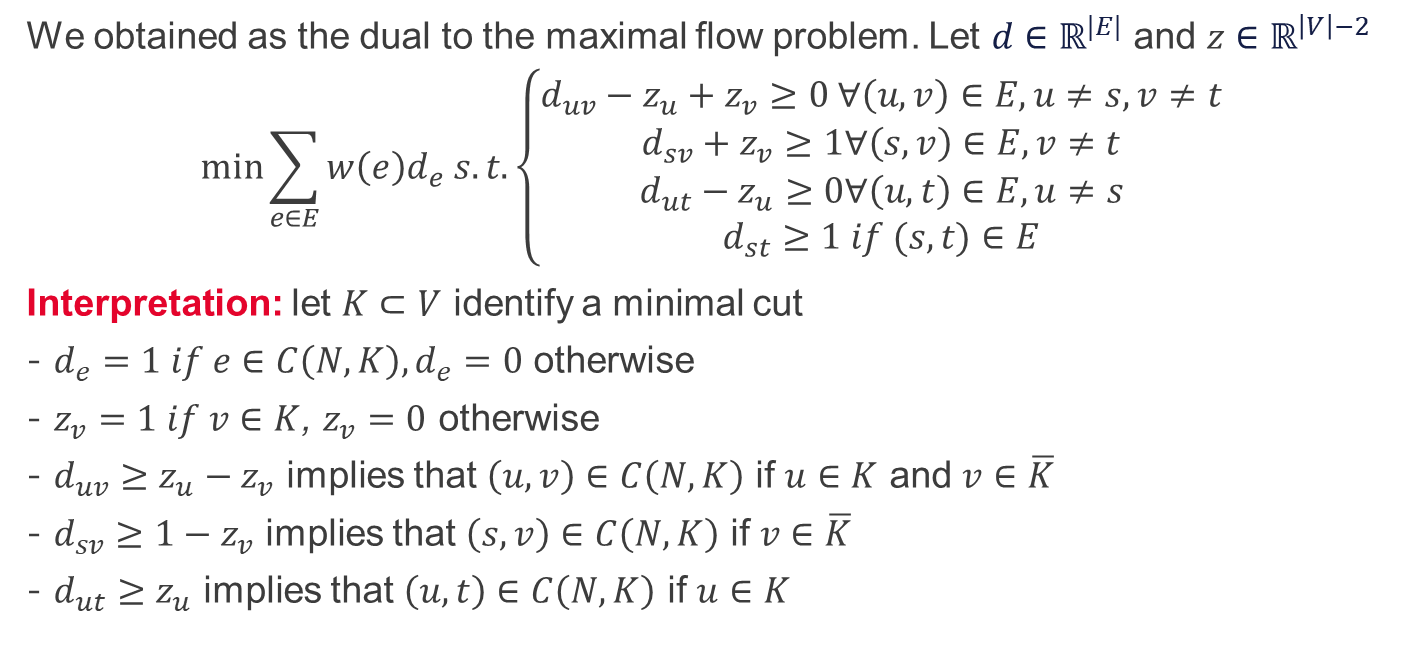 We obtained as the dual to the maximal flow problem. Let d ∈ ℝ^{|E|} and z ∈ ℝ^{|V|−2}
min ∑_{e∈E} w(e)d_e s.t. { d_{uv} − z_u + z_v ≥ 0 ∀(u, v) ∈ E, u ≠ s, v ≠ t
d_{sv} + z_v ≥ 1∀(s, v) ∈ E, v ≠ t
d_{ut} − z_u ≥ 0∀(u, t) ∈ E, u ≠ s
d_{st} ≥ 1 if (s, t) ∈ E
Interpretation: let K ⊂ V identify a minimal cut
- d_e = 1 if e ∈ C(N, K), d_e = 0 otherwise
- z_v = 1 if v ∈ K, z_v = 0 otherwise
- d_{uv} ≥ z_u − z_v implies that (u, v) ∈ C(N, K) if u ∈ K and v ∈ K̅
- d_{sv} ≥ 1 − z_v implies that (s, v) ∈ C(N, K) if v ∈ K̅
- d_{ut} ≥ z_u implies that (u, t) ∈ C(N, K) if u ∈ K